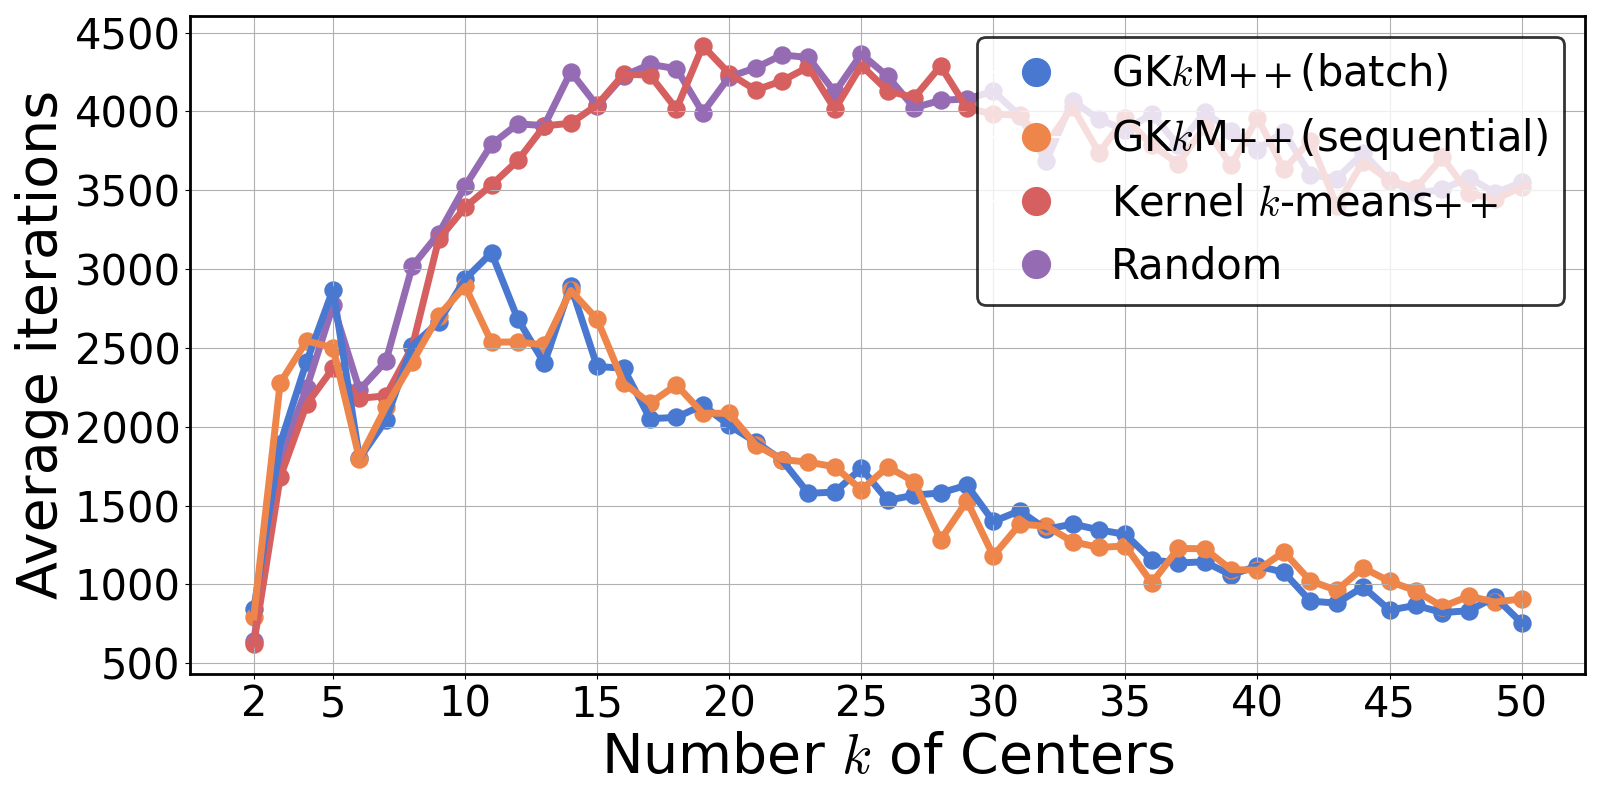 4500
4000
3500
3000
2500
2000
1500
1000
500
Average iterations
GKkM++(batch)
GKkM++(sequential)
Kernel k-means++
Random
2 5 10 15 20 25 30 35 40 45 50
Number k of Centers